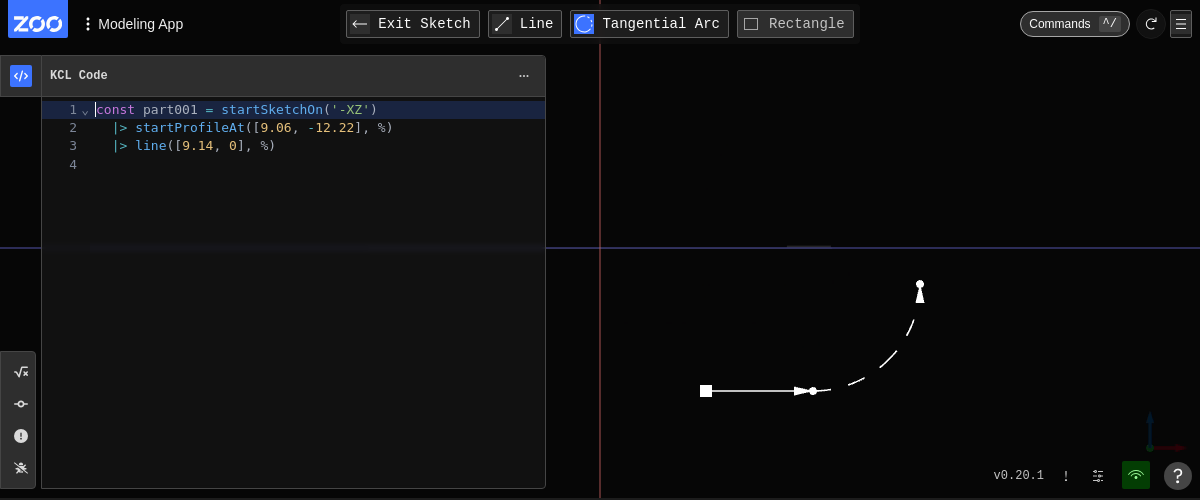 ZOO
Modeling App
Exit Sketch
Line
Tangential Arc
Rectangle
Commands ^/
KCL Code
1 const part001 = startSketchOn('-XZ')
2 |> startProfileAt([9.06, -12.22], %)
3 |> line([9.14, 0], %)
4
v0.20.1
!
?